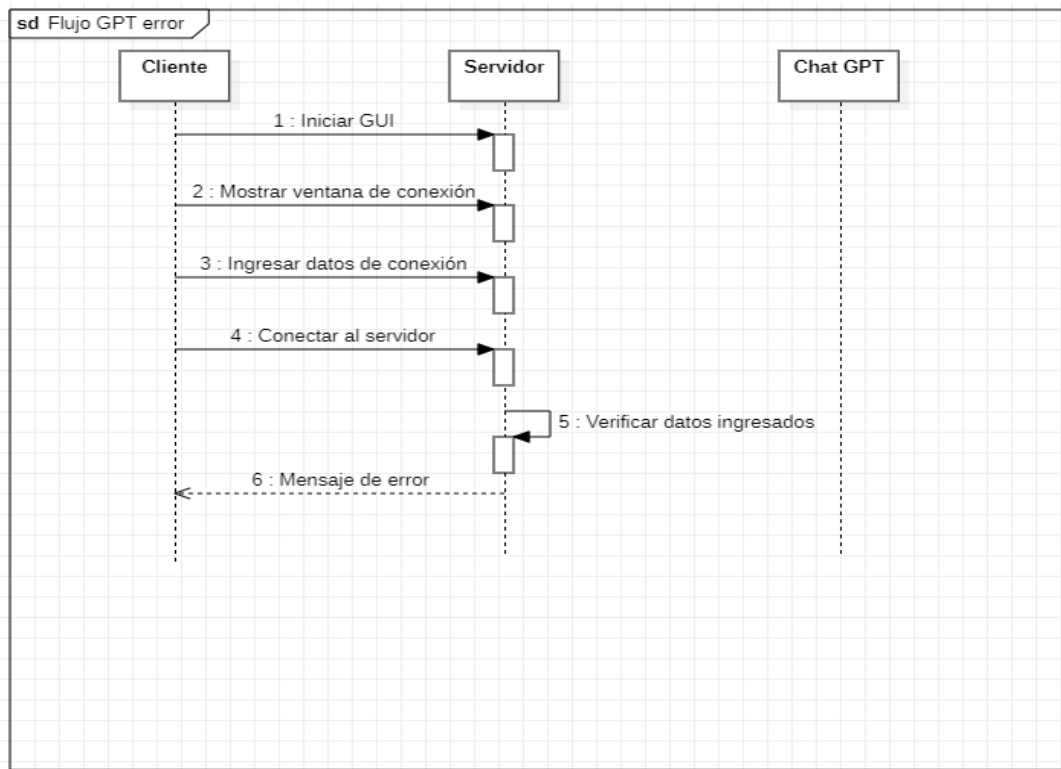 sd Flujo GPT error
Cliente
Servidor
Chat GPT
1 : Iniciar GUI
2 : Mostrar ventana de conexión
3 : Ingresar datos de conexión
4 : Conectar al servidor
5 : Verificar datos ingresados
6 : Mensaje de error